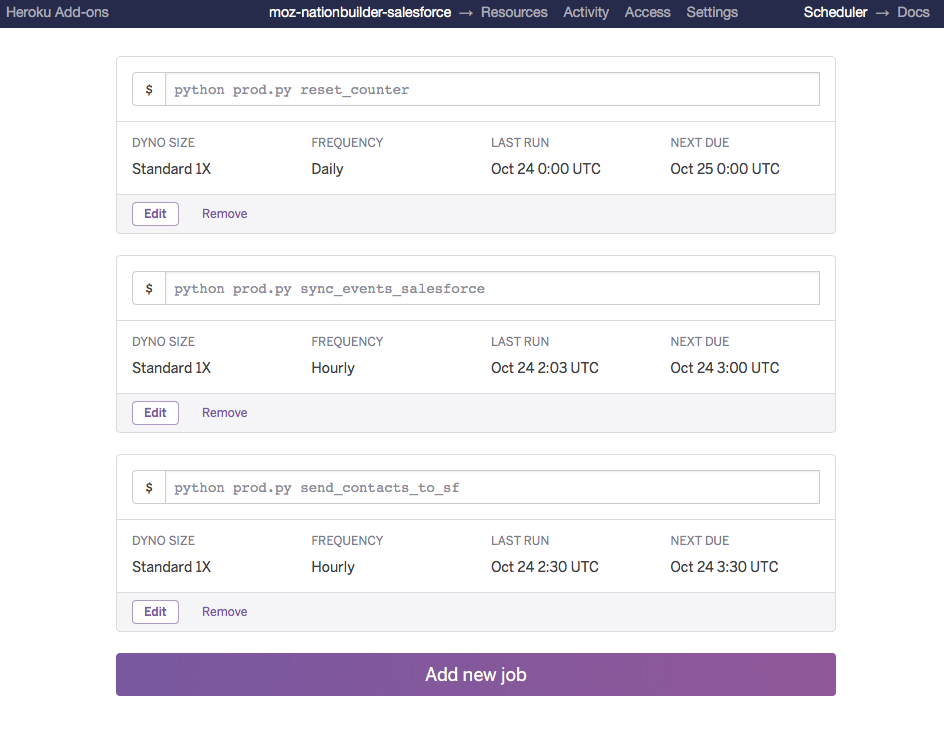 Heroku Add-ons moz-nationbuilder-salesforce → Resources Activity Access Settings Scheduler → Docs
$ python prod.py reset_counter
DYNO SIZE FREQUENCY LAST RUN NEXT DUE
Standard 1X Daily Oct 24 0:00 UTC Oct 25 0:00 UTC
Edit Remove
$ python prod.py sync_events_salesforce
DYNO SIZE FREQUENCY LAST RUN NEXT DUE
Standard 1X Hourly Oct 24 2:03 UTC Oct 24 3:00 UTC
Edit Remove
$ python prod.py send_contacts_to_sf
DYNO SIZE FREQUENCY LAST RUN NEXT DUE
Standard 1X Hourly Oct 24 2:30 UTC Oct 24 3:30 UTC
Edit Remove
Add new job